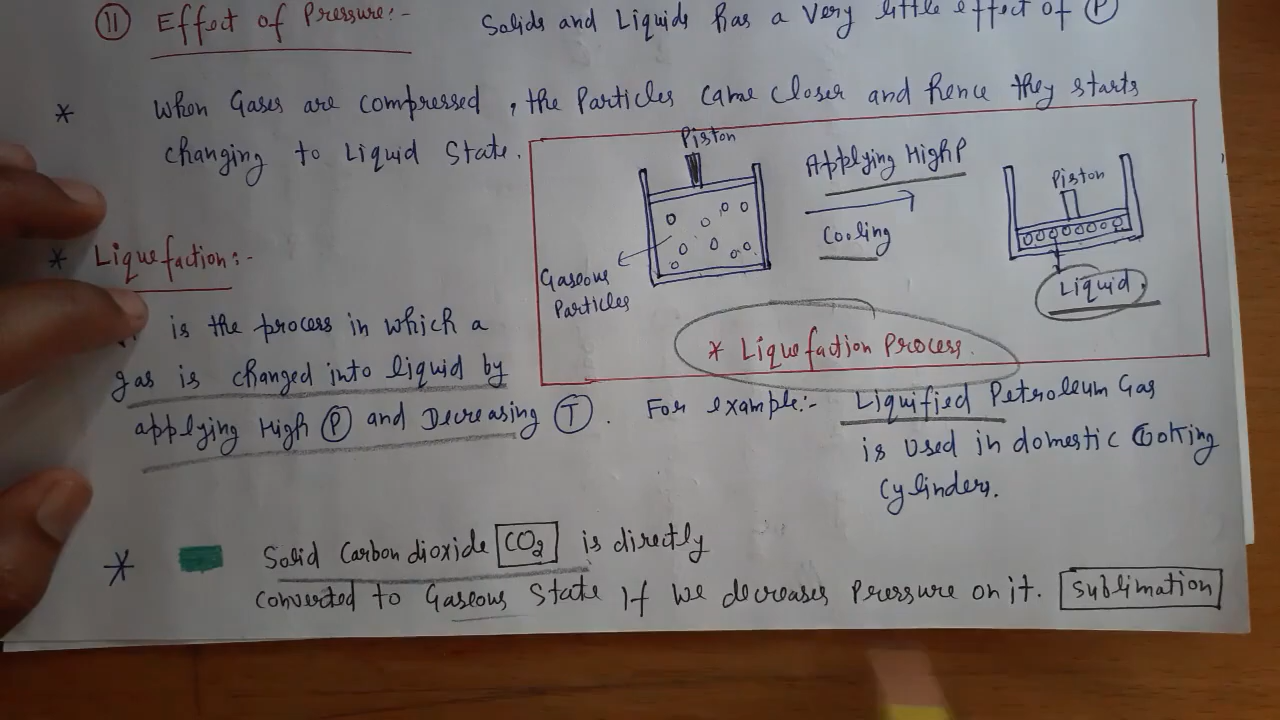 (11) Effect of Pressure:- Solids and Liquids has a very little effect of (P)
* When Gases are compressed, the Particles came closer and hence they starts
changing to Liquid State.
Piston
Applying High P
Cooling
Gaseous
Particles
Piston
Liquid
* Liquefaction Process.
* Liquefaction:-
is the process in which a
gas is changed into liquid by
applying High (P) and Decreasing (T). For example:- Liquified Petroleum Gas
is used in domestic Cooking
Cylinders.
* Solid Carbon dioxide CO2 is directly
converted to Gaseous State If we decreases Pressure on it. Sublimation